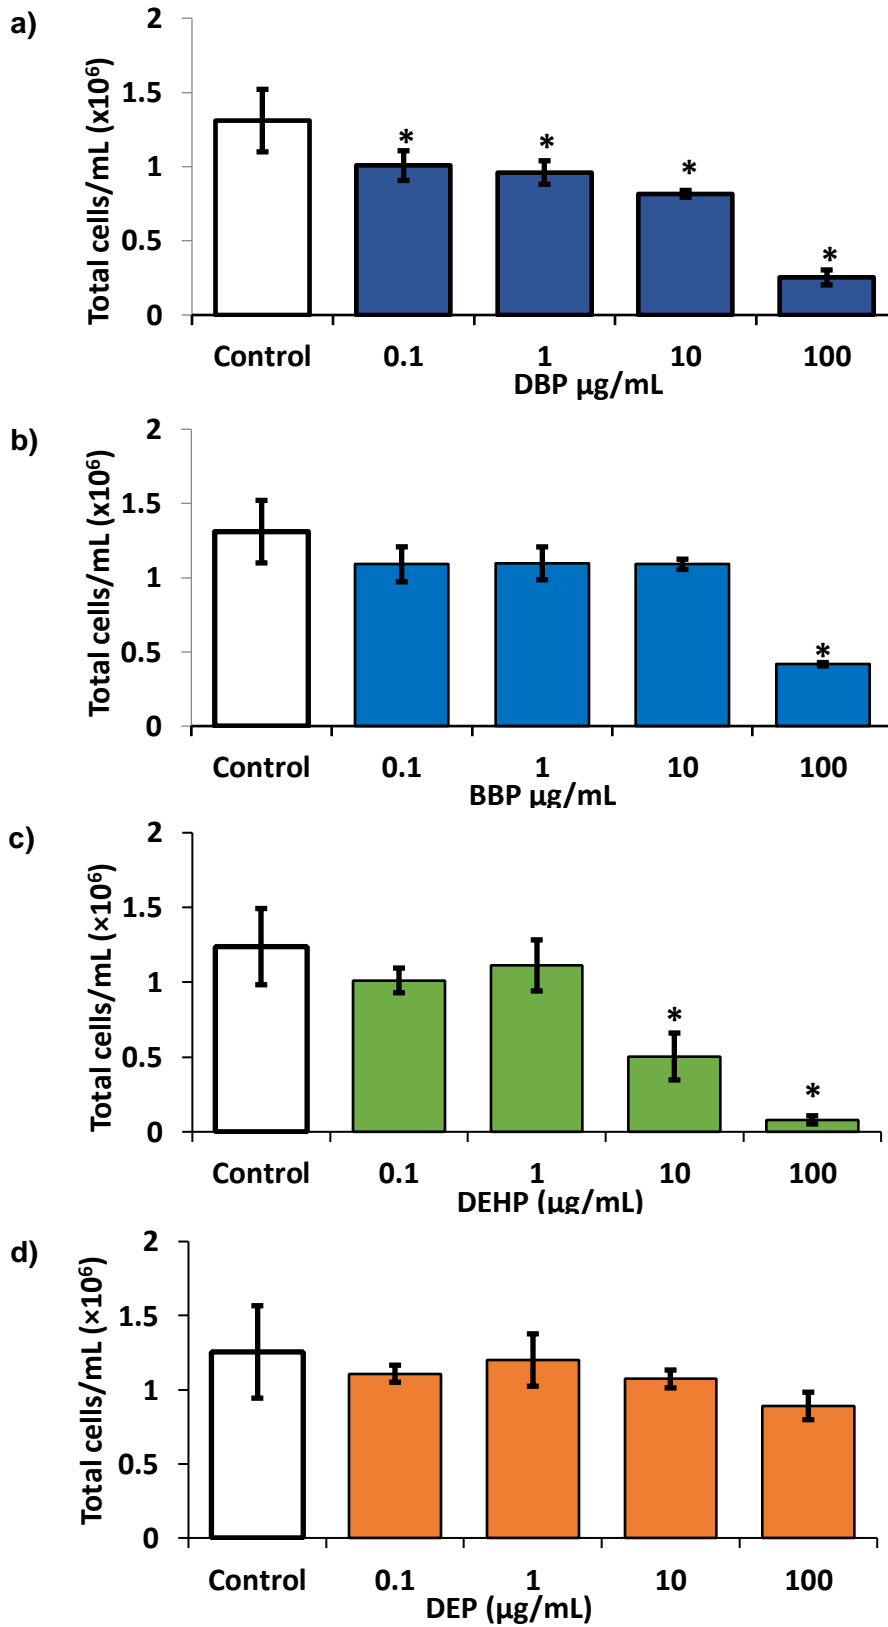 a)
Total cells/mL (x10⁶)
2
1.5
1
0.5
0
*
*
*
*
Control 0.1 1 10 100
DBP µg/mL
b)
Total cells/mL (x10⁶)
2
1.5
1
0.5
0
*
Control 0.1 1 10 100
BBP µg/mL
c)
Total cells/mL (×10⁶)
2
1.5
1
0.5
0
*
*
Control 0.1 1 10 100
DEHP (µg/mL)
d)
Total cells/mL (×10⁶)
2
1.5
1
0.5
0
Control 0.1 1 10 100
DEP (µg/mL)